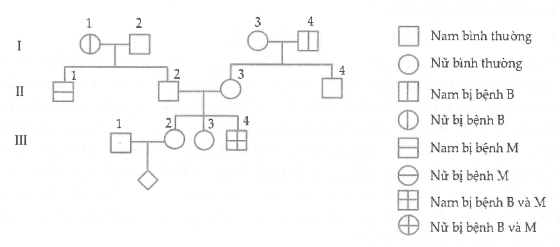 I
1
2
3
4
II
1
2
3
4
III
1
2
3
4
Nam bình thường
Nữ bình thường
Nam bị bệnh B
Nữ bị bệnh B
Nam bị bệnh M
Nữ bị bệnh M
Nam bị bệnh B và M
Nữ bị bệnh B và M